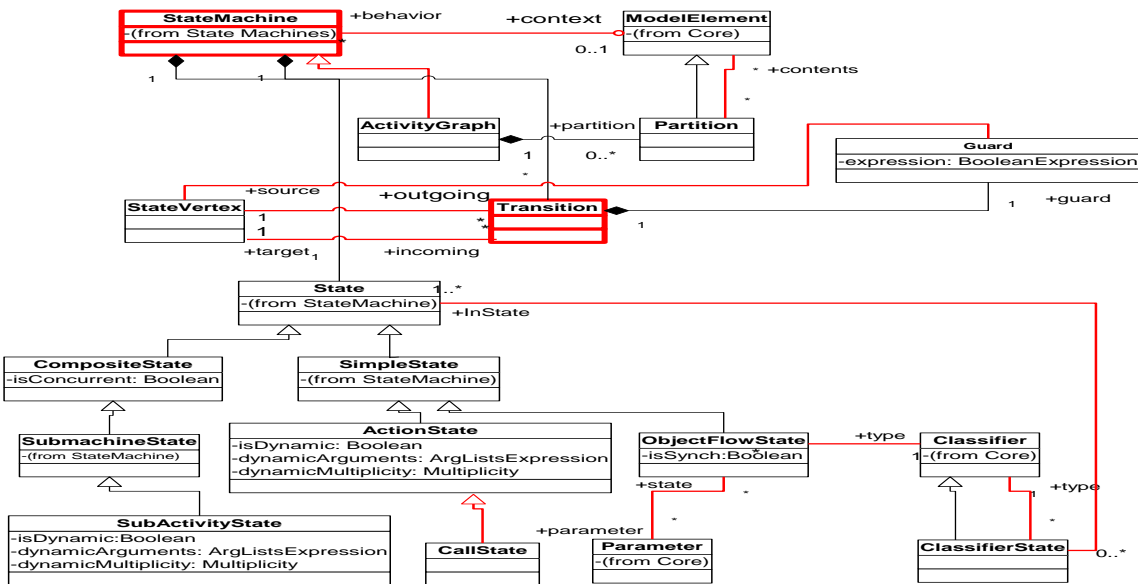 StateMachine
-(from State Machines)
+behavior
*
+context
0..1
ModelElement
-(from Core)
* +contents
*
1
1
ActivityGraph
1
+partition
0..*
Partition
*
Guard
-expression: BooleanExpression
+source
+outgoing
StateVertex
1
1
*
*
Transition
1
1
+guard
+target
1
+incoming
State
-(from StateMachine)
1..*
+InState
CompositeState
-isConcurrent: Boolean
SimpleState
-(from StateMachine)
SubmachineState
-(from StateMachine)
ActionState
-isDynamic: Boolean
-dynamicArguments: ArgListsExpression
-dynamicMultiplicity: Multiplicity
ObjectFlowState
-isSynch:Boolean
*
+type
1
Classifier
-(from Core)
+state
*
1
+type
*
SubActivityState
-isDynamic:Boolean
-dynamicArguments: ArgListsExpression
-dynamicMultiplicity: Multiplicity
CallState
+parameter
*
Parameter
-(from Core)
ClassifierState
0..*